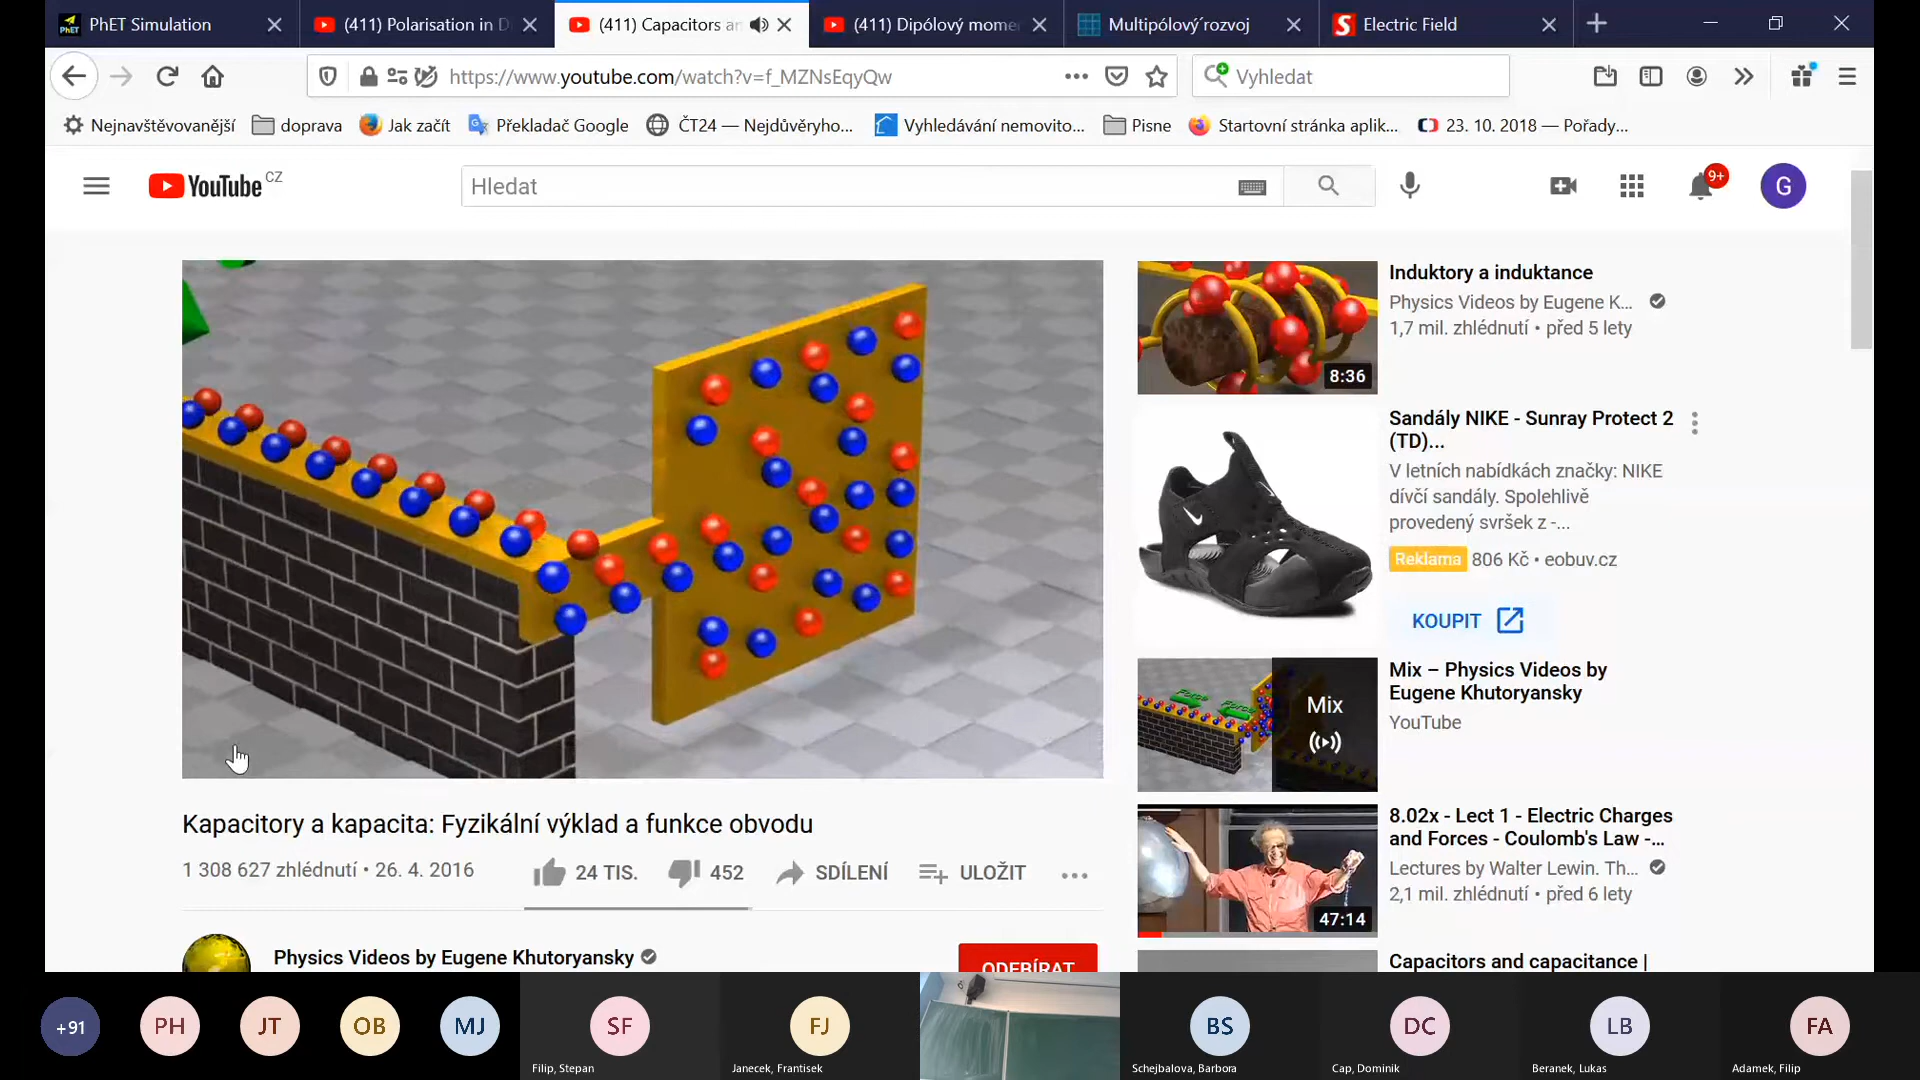 PhET Simulation
(411) Polarisation in D
(411) Capacitors an
(411) Dipólový mome
Multipólový rozvoj
Electric Field
https://www.youtube.com/watch?v=f_MZNsEqyQw
Vyhledat
Nejnavštěvovanější
doprava
Jak začít
Překladač Google
ČT24 — Nejdůvěryho...
Vyhledávání nemovito...
Pisne
Startovní stránka aplik...
23. 10. 2018 — Pořady...
YouTube CZ
Hledat
9+
G
Induktory a induktance
Physics Videos by Eugene K...
1,7 mil. zhlédnutí • před 5 lety
8:36
Sandály NIKE - Sunray Protect 2
(TD)...
V letních nabídkách značky: NIKE
dívčí sandály. Spolehlivě
provedený svršek z -...
Reklama 806 Kč • eobuv.cz
KOUPIT
Mix – Physics Videos by
Eugene Khutoryansky
YouTube
Force
Force
Mix
8.02x - Lect 1 - Electric Charges
and Forces - Coulomb's Law -...
Lectures by Walter Lewin. Th...
2,1 mil. zhlédnutí • před 6 lety
47:14
Capacitors and capacitance |
Kapacitory a kapacita: Fyzikální výklad a funkce obvodu
1 308 627 zhlédnutí • 26. 4. 2016
24 TIS.
452
SDÍLENÍ
ULOŽIT
Physics Videos by Eugene Khutoryansky
ODEBÍRAT
+91
PH
JT
OB
MJ
SF
Filip, Stepan
FJ
Janecek, Frantisek
BS
Schejbalova, Barbora
DC
Cap, Dominik
LB
Beranek, Lukas
FA
Adamek, Filip